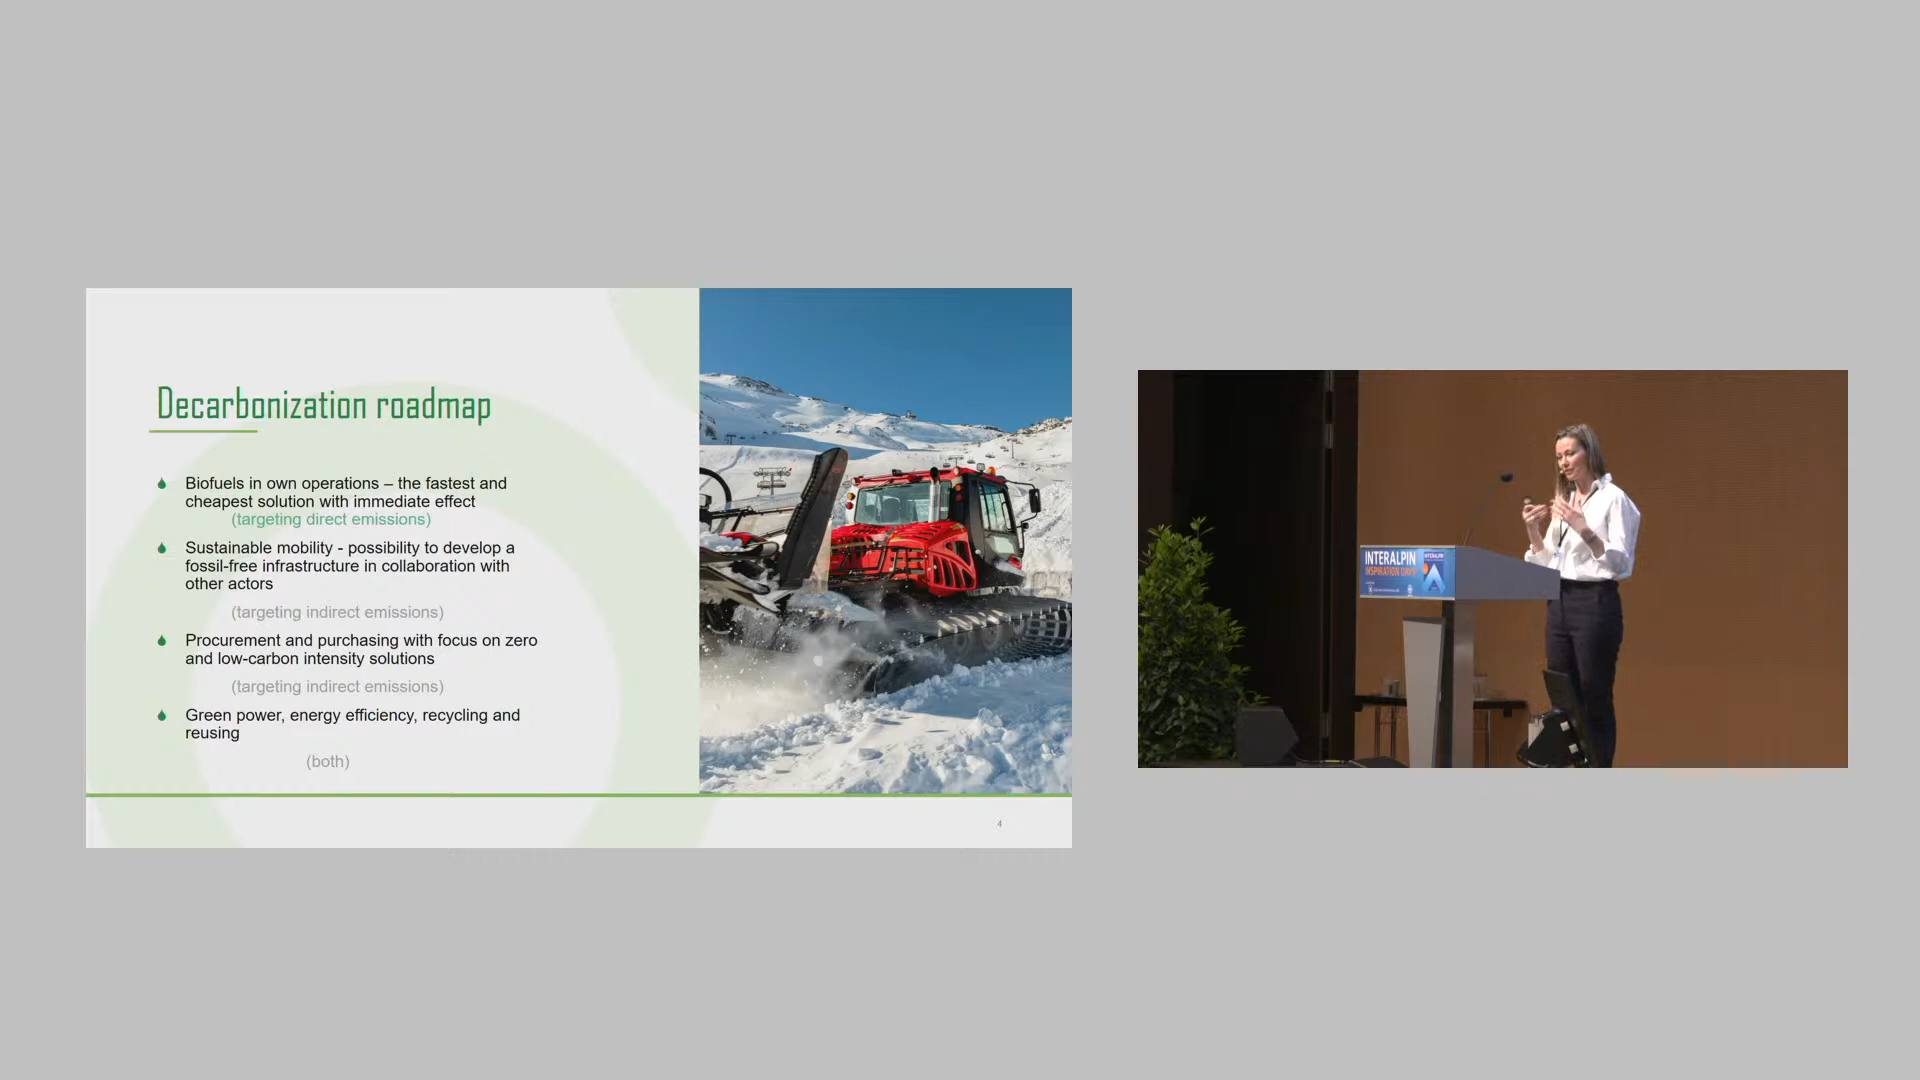 Decarbonization roadmap
Biofuels in own operations – the fastest and
cheapest solution with immediate effect
(targeting direct emissions)
Sustainable mobility - possibility to develop a
fossil-free infrastructure in collaboration with
other actors
(targeting indirect emissions)
Procurement and purchasing with focus on zero
and low-carbon intensity solutions
(targeting indirect emissions)
Green power, energy efficiency, recycling and
reusing
(both)
4
INTERALPIN
INSPIRATION DAYS
INTERALPIN